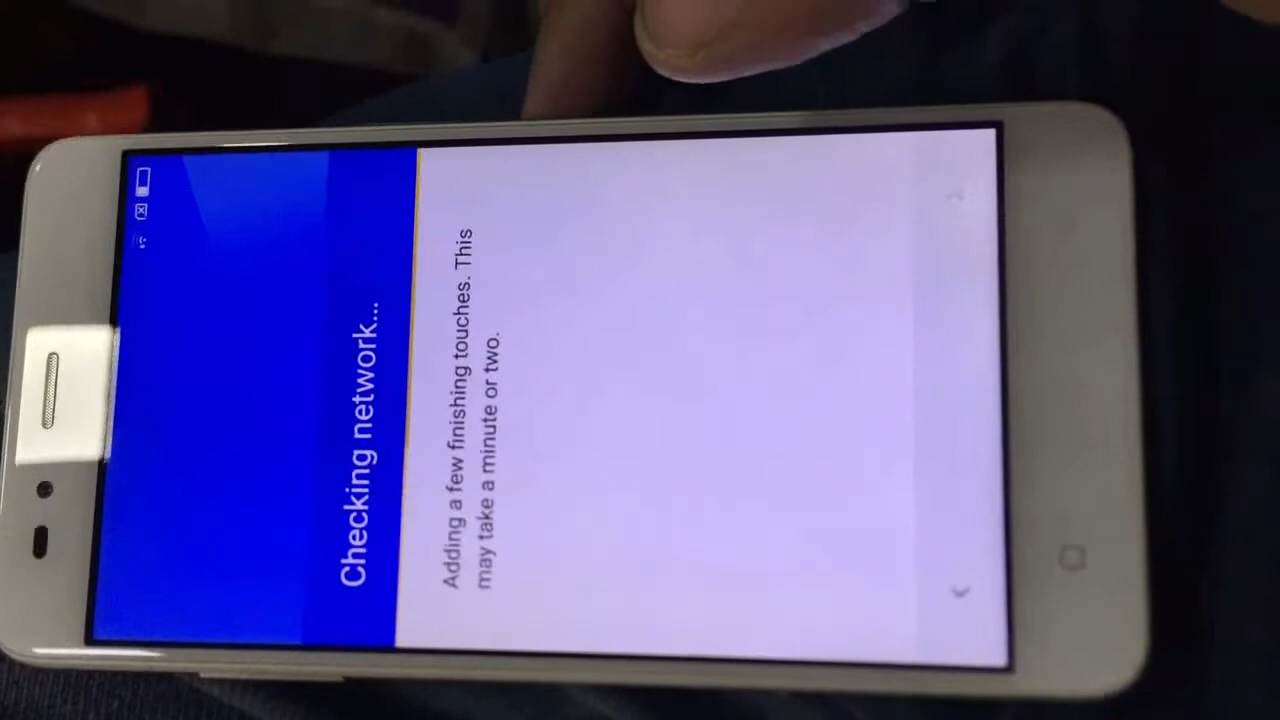 Checking network...
Adding a few finishing touches. This
may take a minute or two.